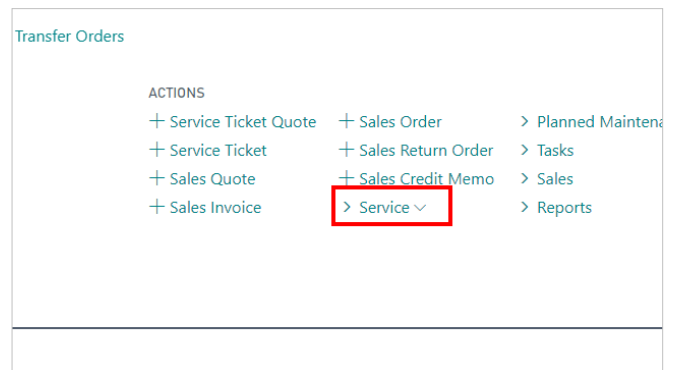 Transfer Orders
ACTIONS
+ Service Ticket Quote
+ Service Ticket
+ Sales Quote
+ Sales Invoice
+ Sales Order
+ Sales Return Order
+ Sales Credit Memo
> Service
> Planned Maintena
> Tasks
> Sales
> Reports